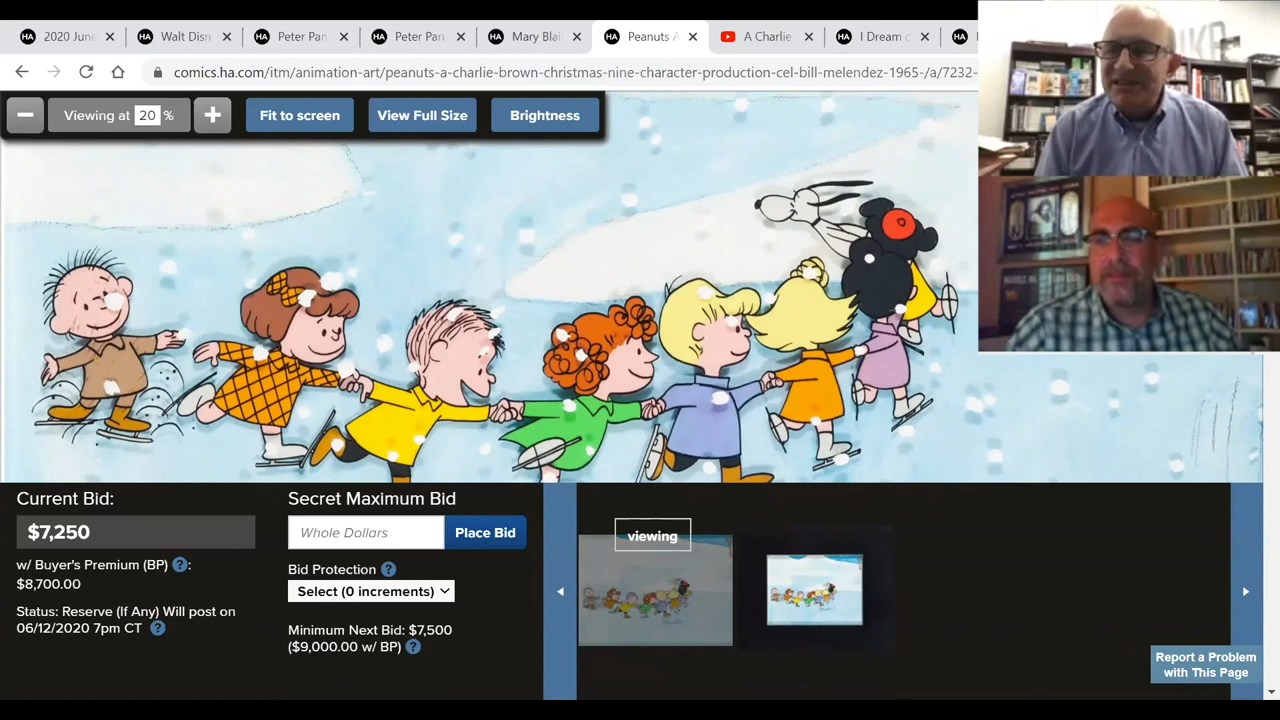 HA 2020 June
HA Walt Disn
HA Peter Pan
HA Peter Pan
HA Mary Blai
HA Peanuts A
A Charlie
HA I Dream
HA
comics.ha.com/itm/animation-art/peanuts-a-charlie-brown-christmas-nine-character-production-cel-bill-melendez-1965-/a/7232-
Viewing at 20 %
Fit to screen
View Full Size
Brightness
Current Bid:
$7,250
w/ Buyer's Premium (BP) ? :
$8,700.00
Status: Reserve (If Any) Will post on
06/12/2020 7pm CT ?
Secret Maximum Bid
Whole Dollars
Place Bid
Bid Protection ?
Select (0 increments)
Minimum Next Bid: $7,500
($9,000.00 w/ BP) ?
viewing
Report a Problem
with This Page